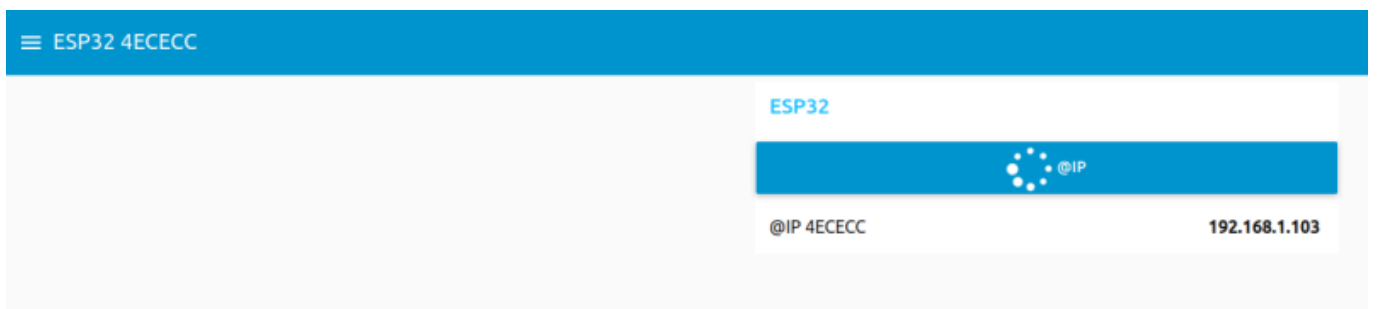 ESP32 4ECECC
ESP32
@IP
@IP 4ECECC 192.168.1.103